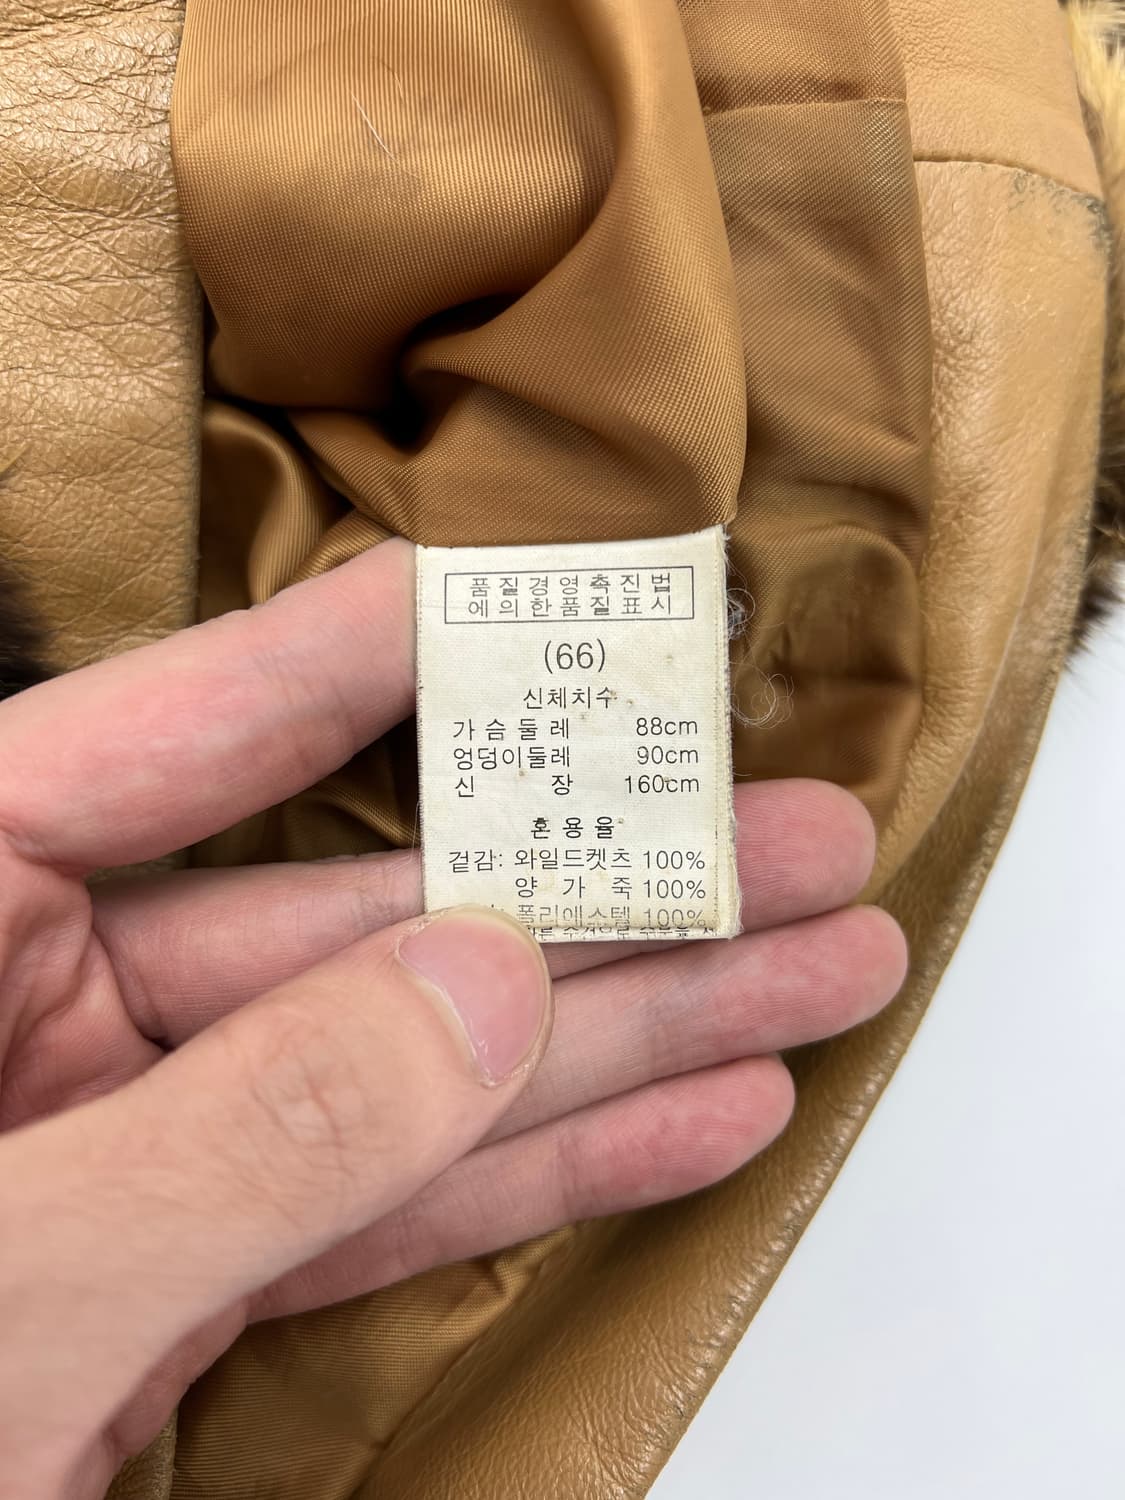 품질경영촉진법
에의한품질표시
(66)
신체치수
가슴둘레 88cm
엉덩이둘레 90cm
신 장 160cm
혼용율
겉감: 와일드켓츠 100%
양 가 죽 100%
폴리애스텔 100%